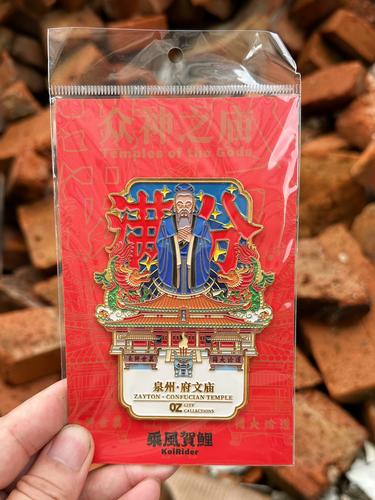 众神之庙
Temples of the Gods
满分
泉州·府文庙
ZAYTON · CONFUCIAN TEMPLE
OZ CITY COLLECTIONS
乘風賀鯉
KoiRider